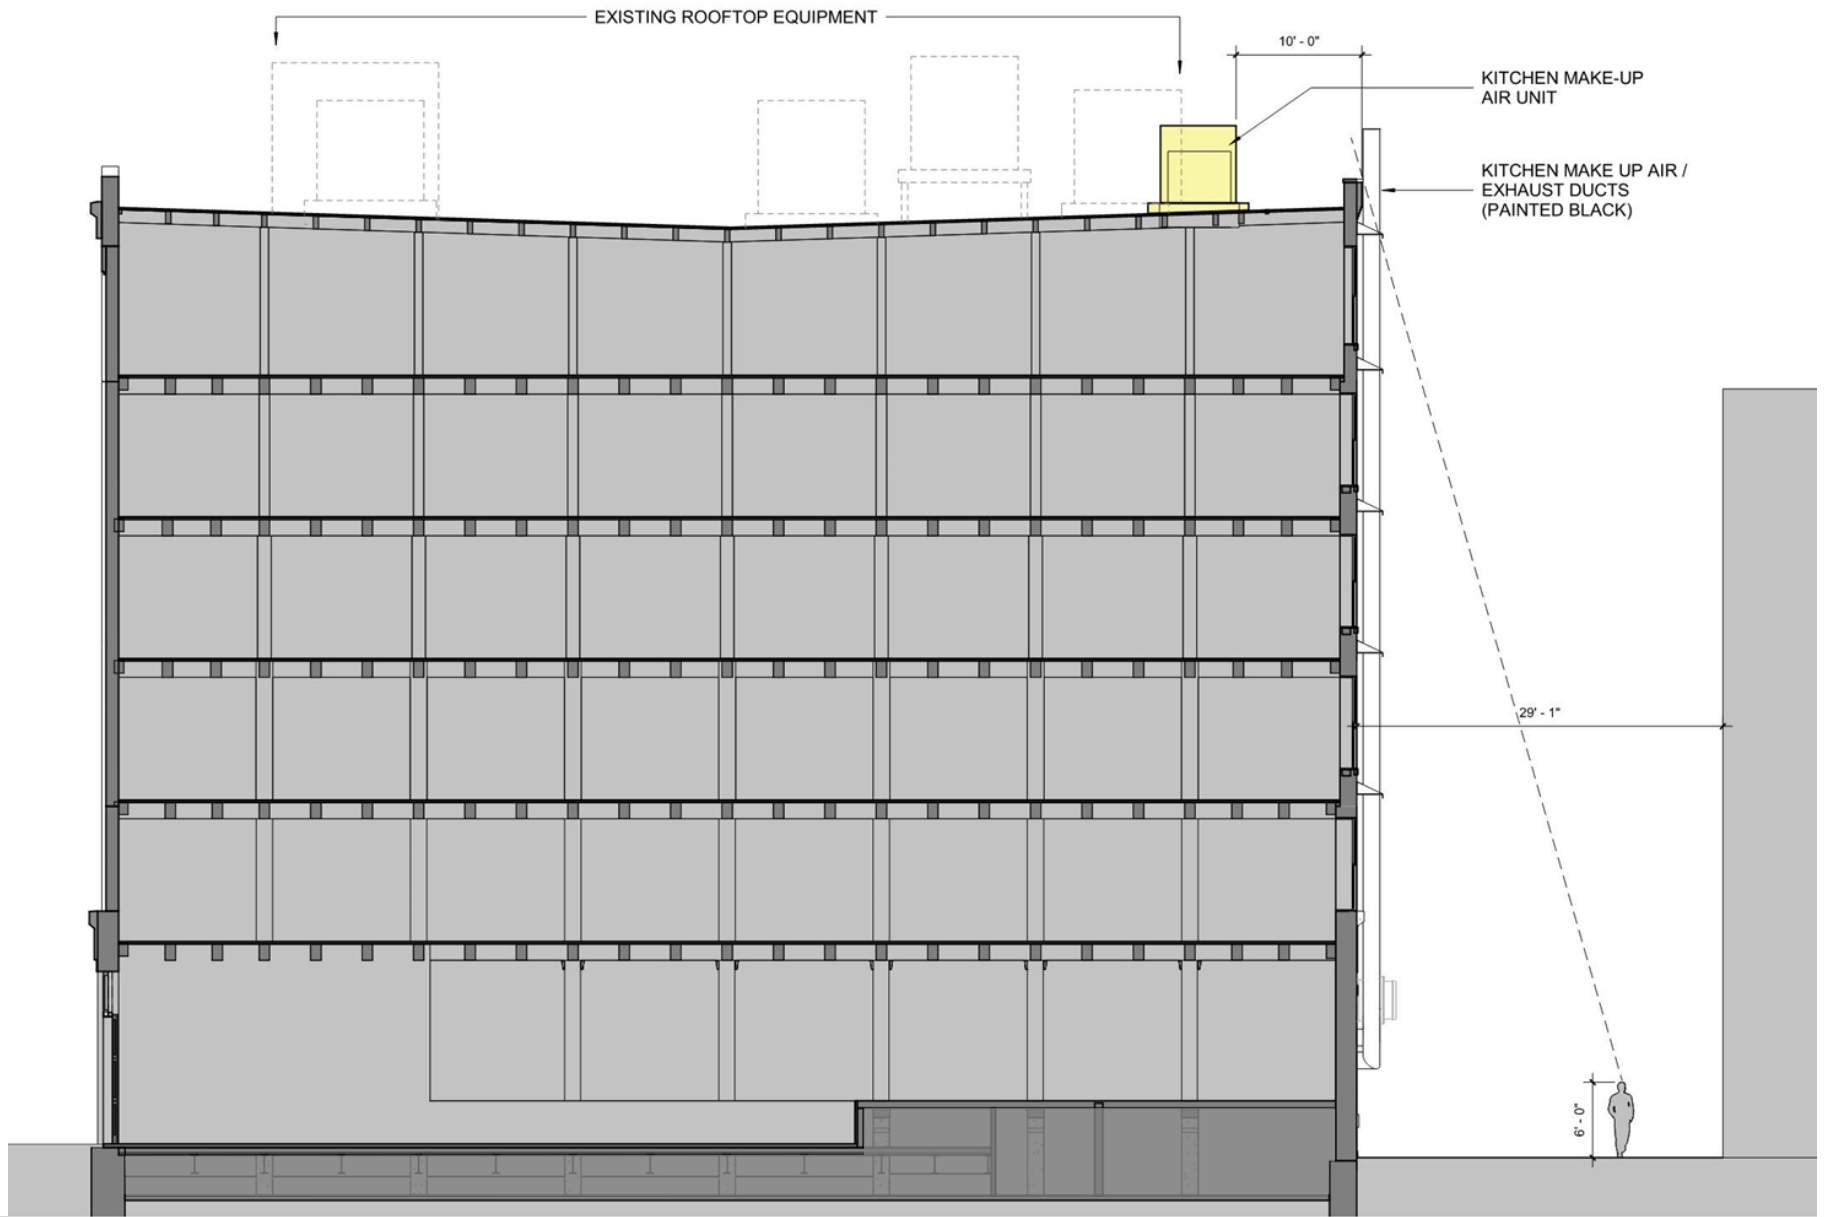 EXISTING ROOFTOP EQUIPMENT
10' - 0"
KITCHEN MAKE-UP
AIR UNIT
KITCHEN MAKE UP AIR /
EXHAUST DUCTS
(PAINTED BLACK)
29' - 1"
6' - 0"